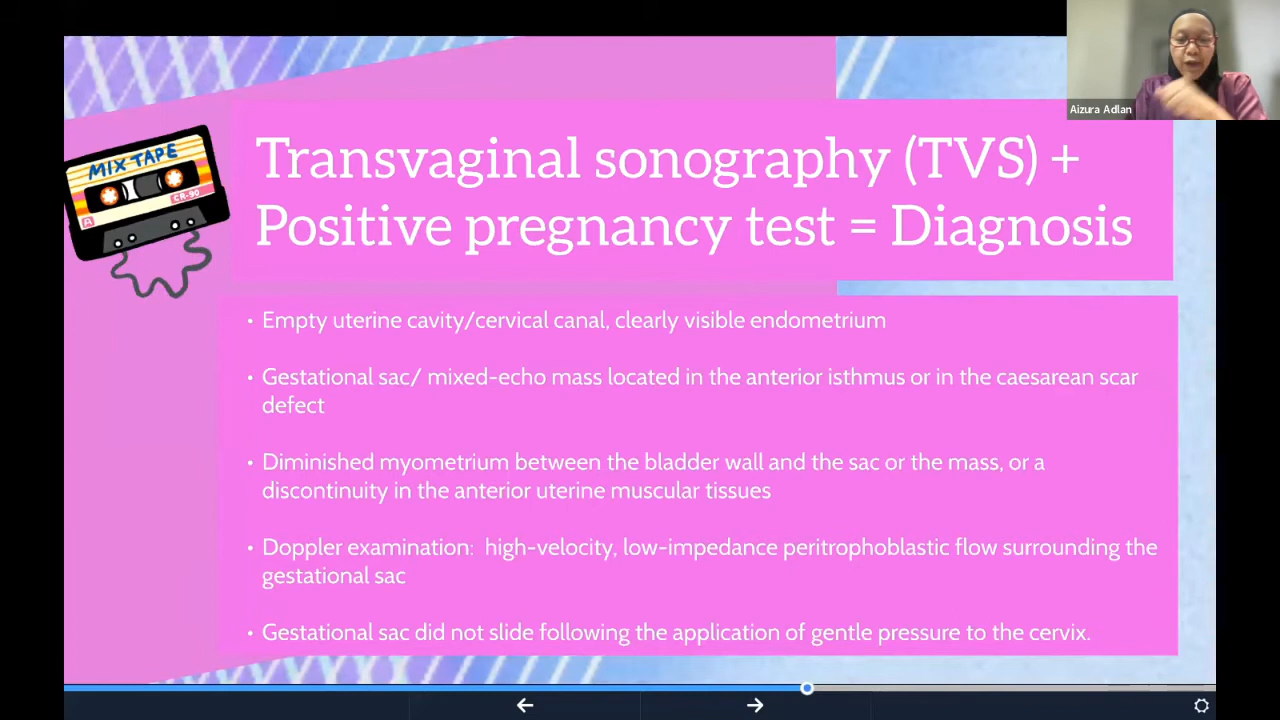 Aizura Adlan
MIX TAPE
CR-90
A
Transvaginal sonography (TVS) +
Positive pregnancy test = Diagnosis
• Empty uterine cavity/cervical canal, clearly visible endometrium
• Gestational sac/ mixed-echo mass located in the anterior isthmus or in the caesarean scar
defect
• Diminished myometrium between the bladder wall and the sac or the mass, or a
discontinuity in the anterior uterine muscular tissues
• Doppler examination:  high-velocity, low-impedance peritrophoblastic flow surrounding the
gestational sac
• Gestational sac did not slide following the application of gentle pressure to the cervix.